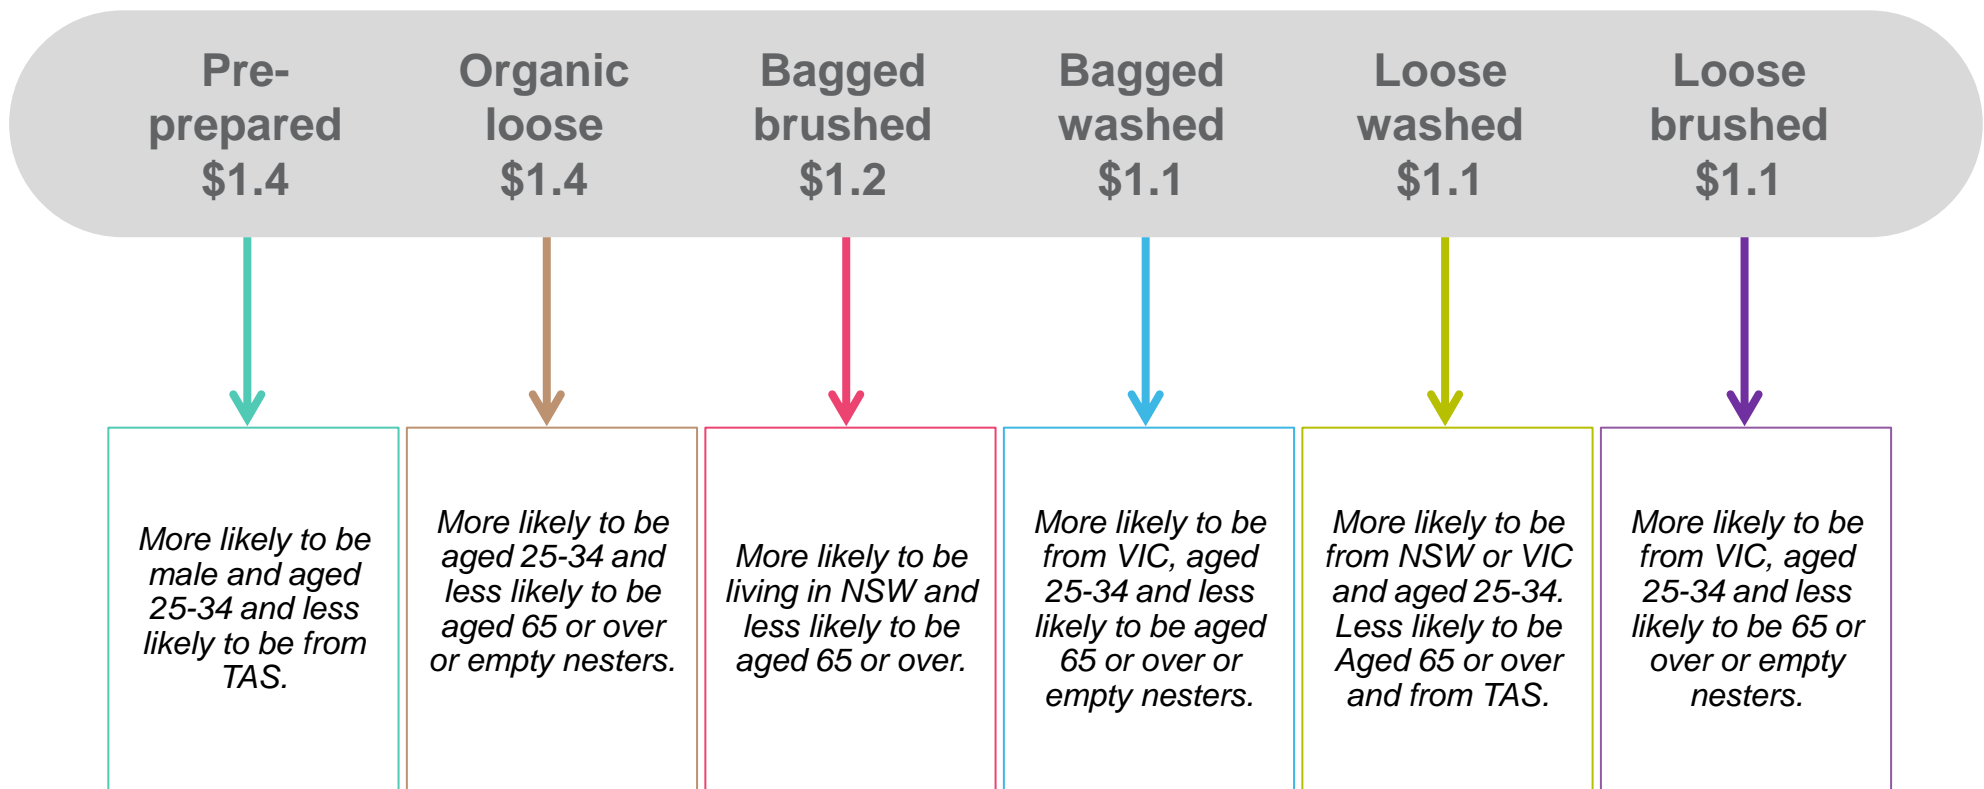 Pre-
prepared
$1.4
Organic
loose
$1.4
Bagged
brushed
$1.2
Bagged
washed
$1.1
Loose
washed
$1.1
Loose
brushed
$1.1
More likely to be
male and aged
25-34 and less
likely to be from
TAS.
More likely to be
aged 25-34 and
less likely to be
aged 65 or over
or empty nesters.
More likely to be
living in NSW and
less likely to be
aged 65 or over.
More likely to be
from VIC, aged
25-34 and less
likely to be aged
65 or over or
empty nesters.
More likely to be
from NSW or VIC
and aged 25-34.
Less likely to be
Aged 65 or over
and from TAS.
More likely to be
from VIC, aged
25-34 and less
likely to be 65 or
over or empty
nesters.